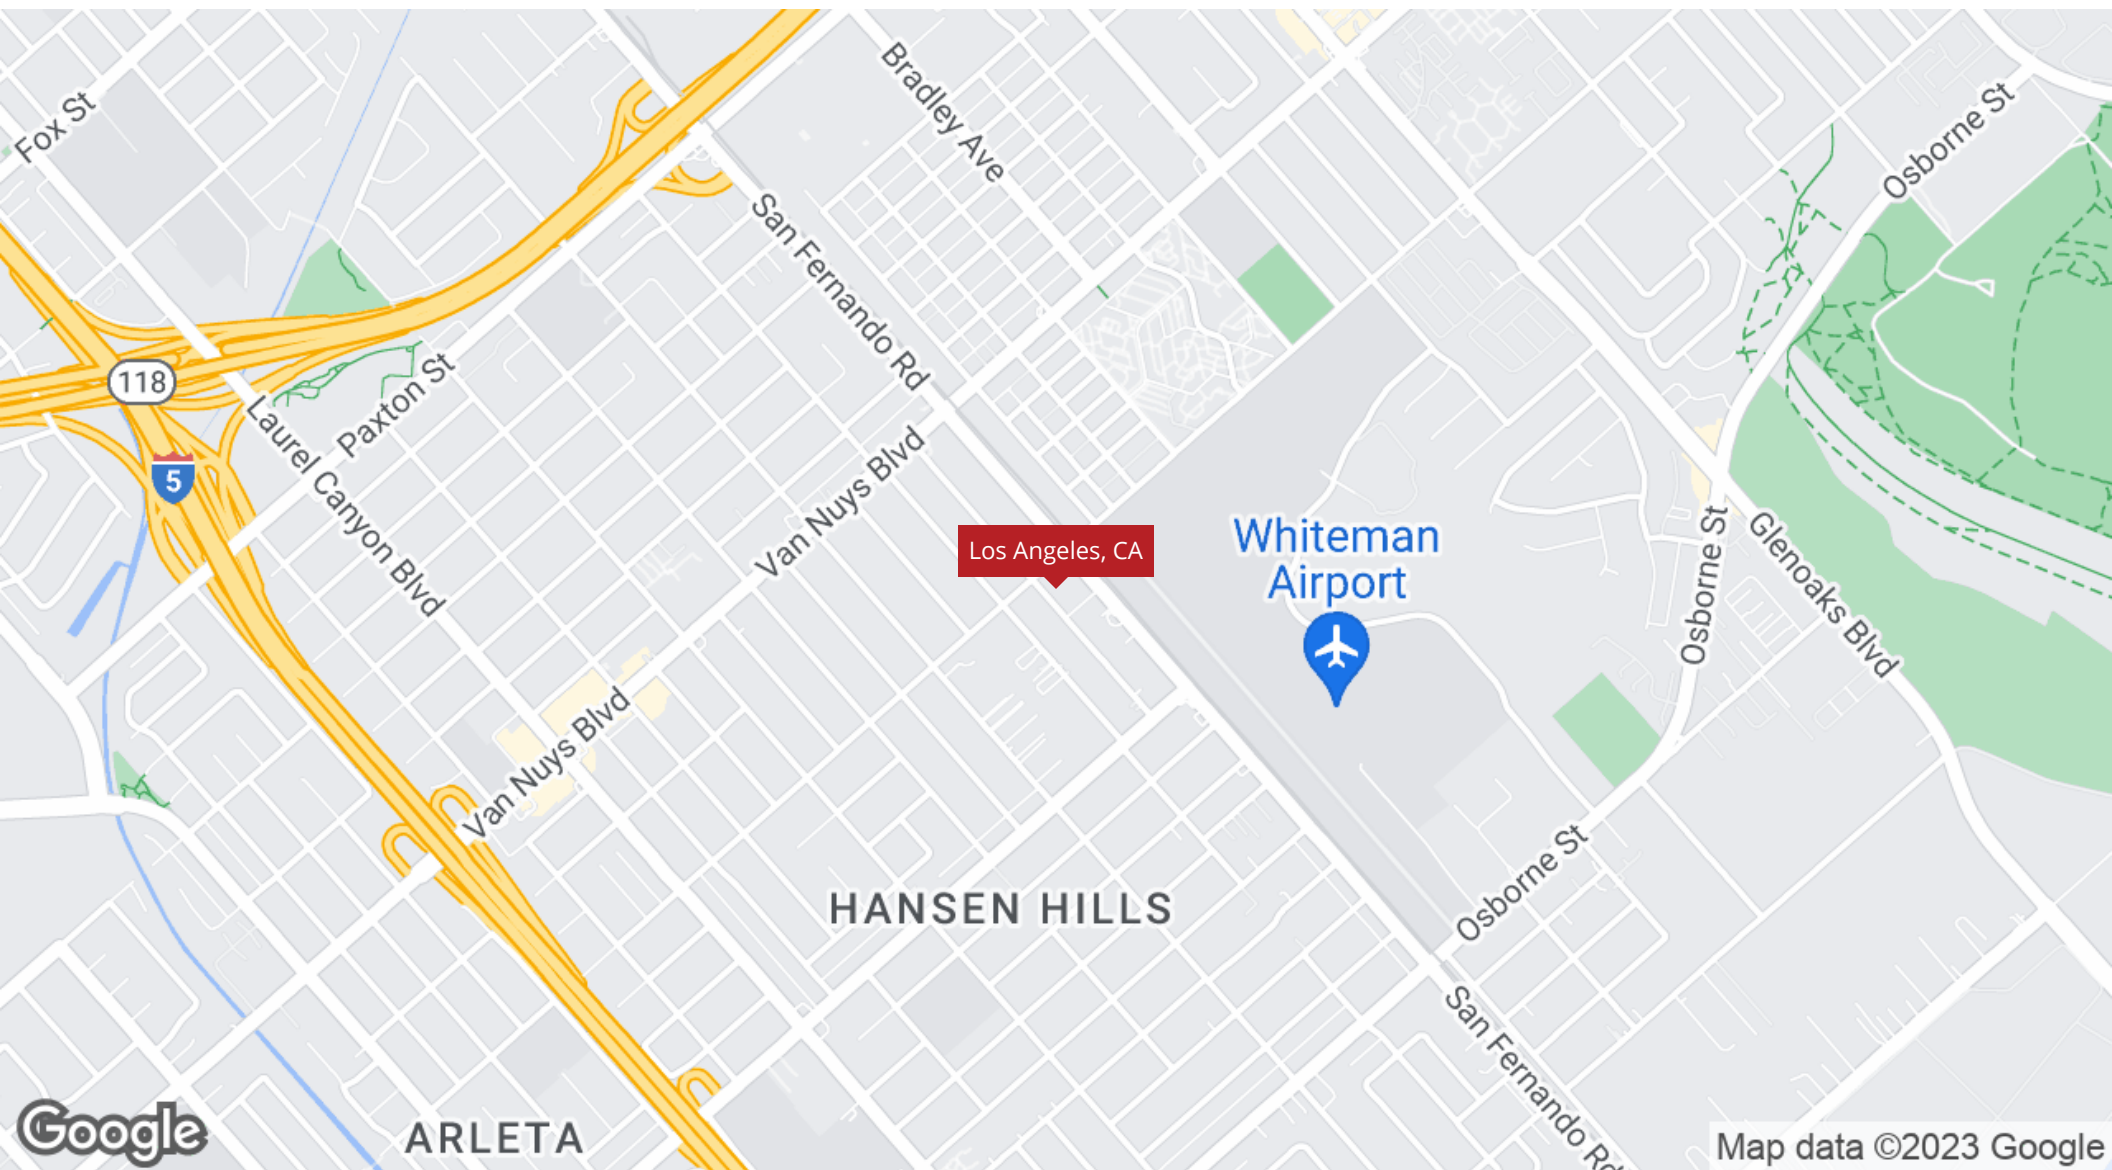 Fox St
Bradley Ave
Osborne St
San Fernando Rd
118
Paxton St
5
Laurel Canyon Blvd
Van Nuys Blvd
Los Angeles, CA
Whiteman
Airport
Osborne St
Glenoaks Blvd
Van Nuys Blvd
Osborne St
HANSEN HILLS
San Fernando Rd
Google
ARLETA
Map data ©2023 Google